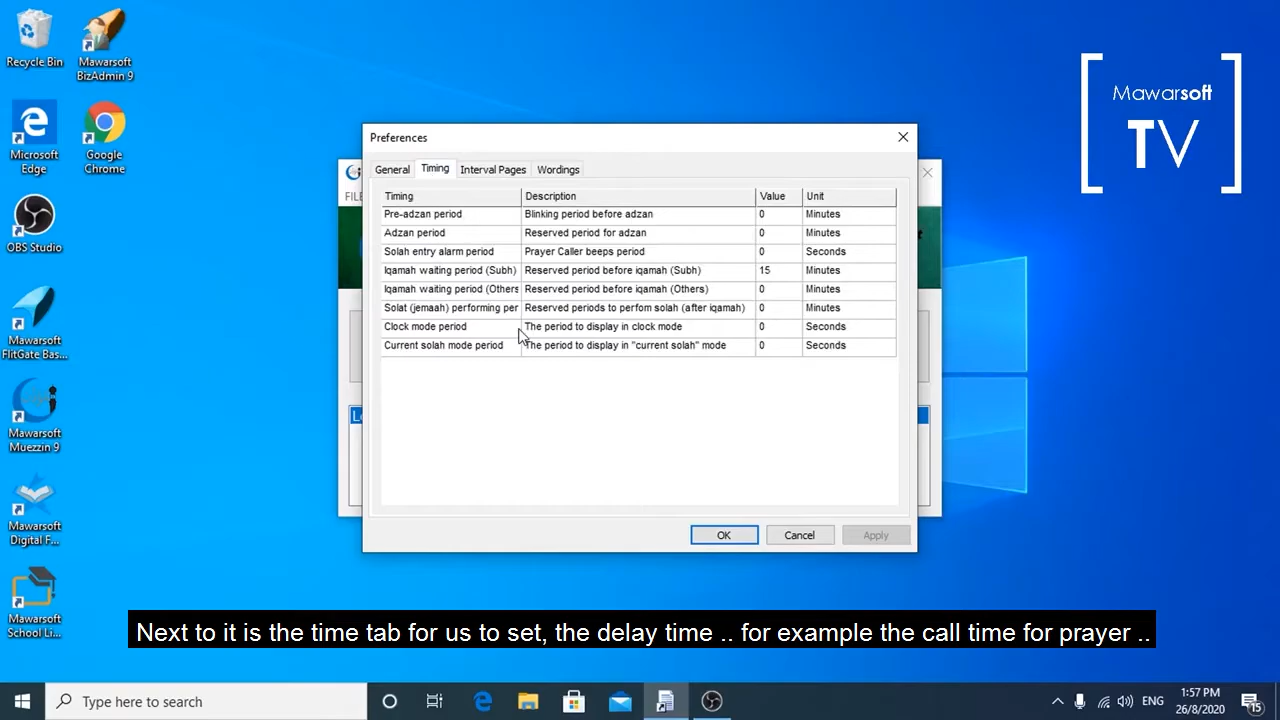 Recycle Bin
Mawarsoft
BizAdmin 9
Microsoft
Edge
Google
Chrome
OBS Studio
Mawarsoft
FlitGate Bas...
Mawarsoft
Muezzin 9
Mawarsoft
Digital F...
Mawarsoft
School Li...
Mawarsoft
TV
FIL
Preferences
General Timing Interval Pages Wordings
Timing Description Value Unit
Pre-adzan period Blinking period before adzan 0 Minutes
Adzan period Reserved period for adzan 0 Minutes
Solah entry alarm period Prayer Caller beeps period 0 Seconds
Iqamah waiting period (Subh) Reserved period before iqamah (Subh) 15 Minutes
Iqamah waiting period (Others Reserved period before iqamah (Others) 0 Minutes
Solat (jemaah) performing per Reserved periods to perfom solah (after iqamah) 0 Minutes
Clock mode period The period to display in clock mode 0 Seconds
Current solah mode period The period to display in "current solah" mode 0 Seconds
OK Cancel Apply
Next to it is the time tab for us to set, the delay time .. for example the call time for prayer ..
Type here to search
ENG
1:57 PM
26/8/2020
15